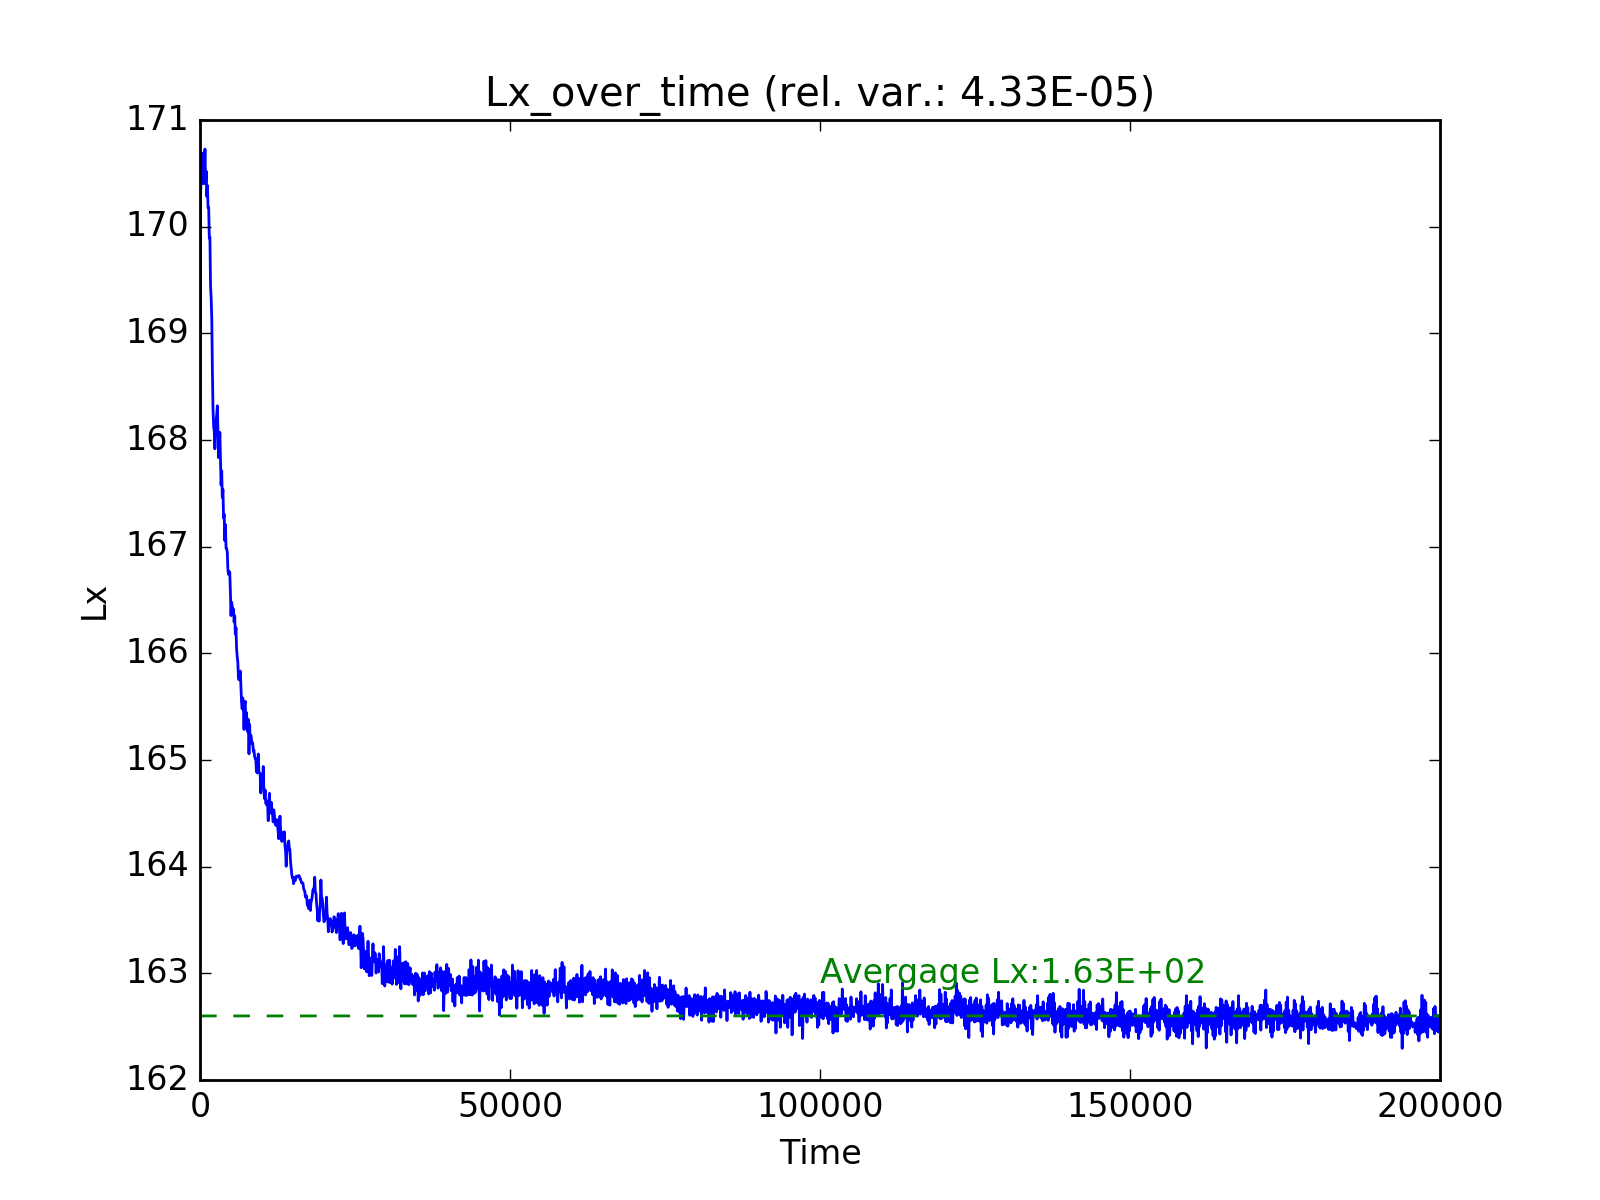 Lx_over_time (rel. var.: 4.33E-05)
171
170
169
168
167
166
165
164
163
162
Lx
Avergage Lx:1.63E+02
0 50000 100000 150000 200000
Time